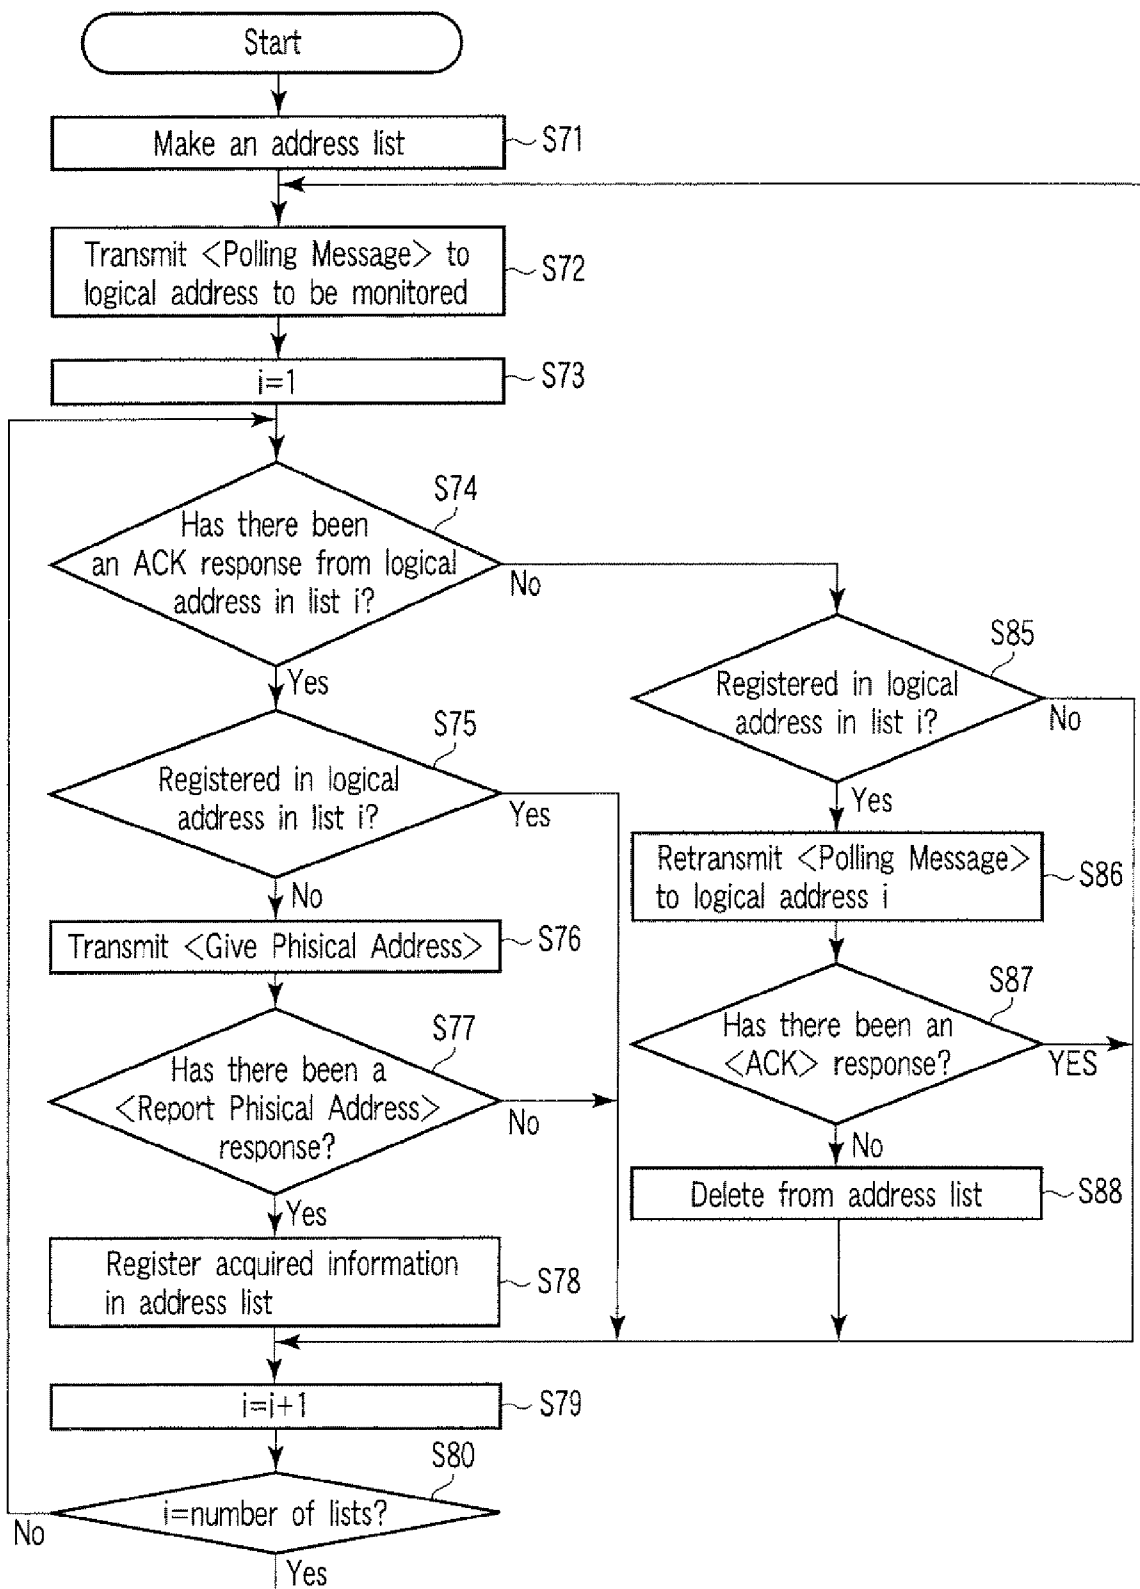 Start
Make an address list
S71
Transmit <Polling Message> to
logical address to be monitored
S72
i=1
S73
S74
Has there been
an ACK response from logical
address in list i?
No
Yes
S85
Registered in logical
address in list i?
No
Yes
S75
Registered in logical
address in list i?
Yes
No
Retransmit <Polling Message>
to logical address i
S86
Transmit <Give Phisical Address>
S76
S87
Has there been an
<ACK> response?
YES
No
S77
Has there been a
<Report Phisical Address>
response?
No
Yes
Delete from address list
S88
Register acquired information
in address list
S78
i=i+1
S79
S80
i=number of lists?
No
Yes